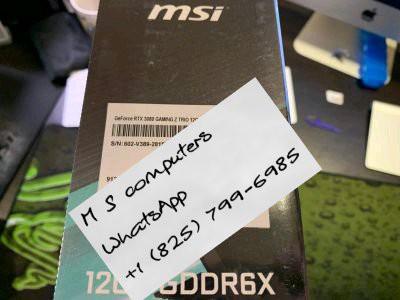 msi
GeForce RTX 3080 GAMING Z TRIO 12G
S/N: 602-V389-
M S computers
WhatsApp
+1 (825) 799-6985
GDDR6X